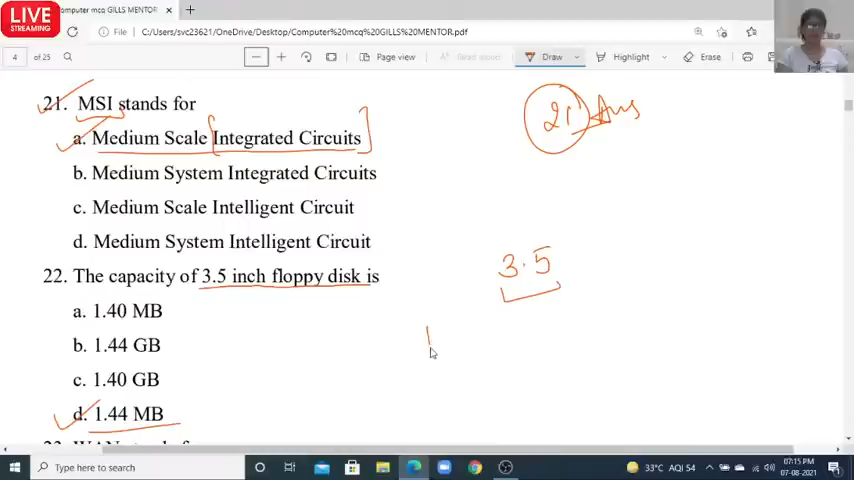 LIVE
STREAMING
Computer mcq GILLS MENTOR.pdf
File
C:/Users/svc23621/OneDrive/Desktop/Computer%20mcq%20GILLS%20MENTOR.pdf
4 of 25
Page view
Read aloud
Draw
Highlight
Erase
21. MSI stands for
a. Medium Scale Integrated Circuits
b. Medium System Integrated Circuits
c. Medium Scale Intelligent Circuit
d. Medium System Intelligent Circuit
21 Ans
22. The capacity of 3.5 inch floppy disk is
a. 1.40 MB
b. 1.44 GB
c. 1.40 GB
d. 1.44 MB
3.5
Type here to search
33°C AQI 54
07:15 PM
07-08-2021